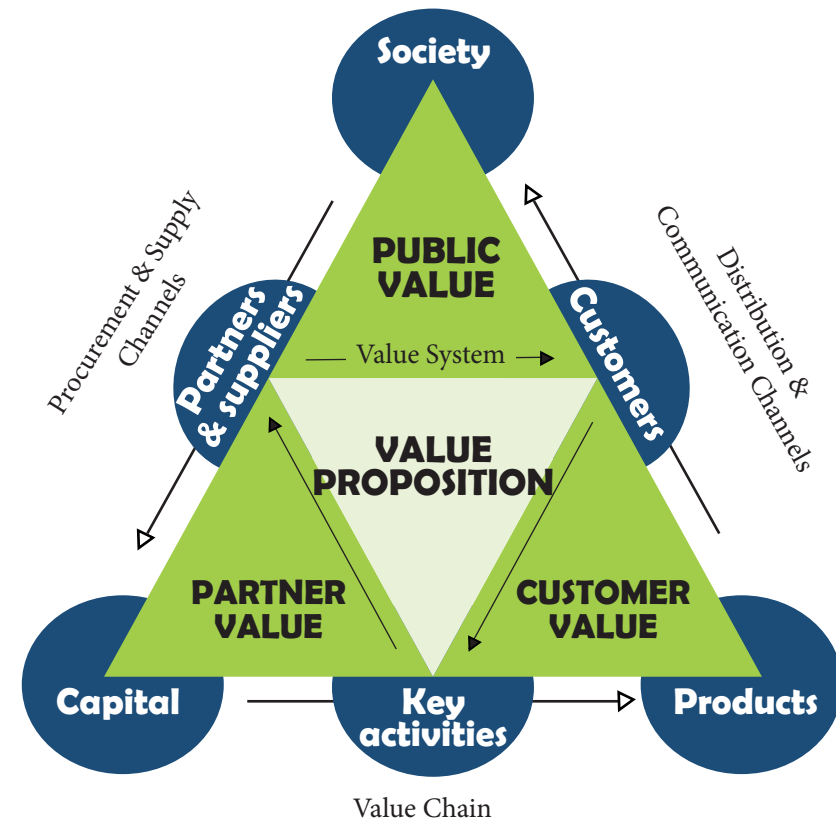 Society
PUBLIC
VALUE
Procurement & Supply
Channels
Distribution &
Communication Channels
Partners
& suppliers
Value System
Customers
VALUE
PROPOSITION
PARTNER
VALUE
CUSTOMER
VALUE
Capital
Key
activities
Products
Value Chain